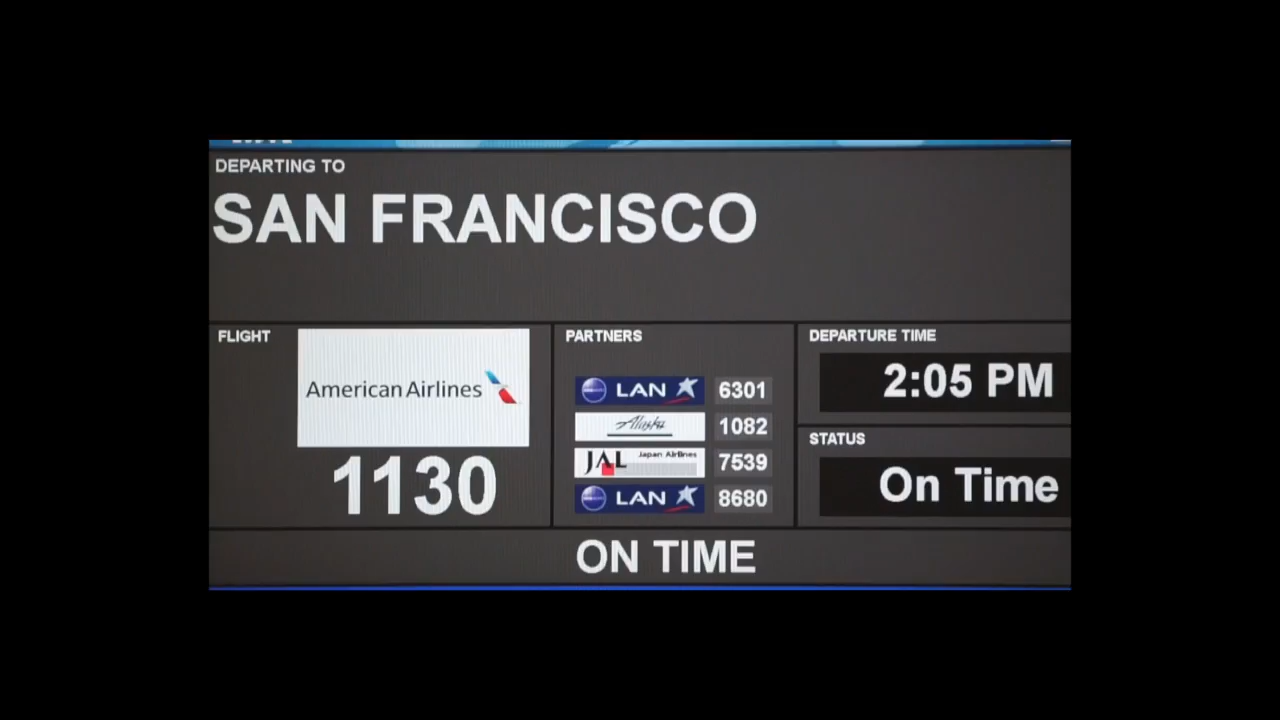 DEPARTING TO
SAN FRANCISCO
FLIGHT
American Airlines
1130
PARTNERS
LAN 6301
Alaska 1082
JAL Japan Airlines 7539
LAN 8680
DEPARTURE TIME
2:05 PM
STATUS
On Time
ON TIME